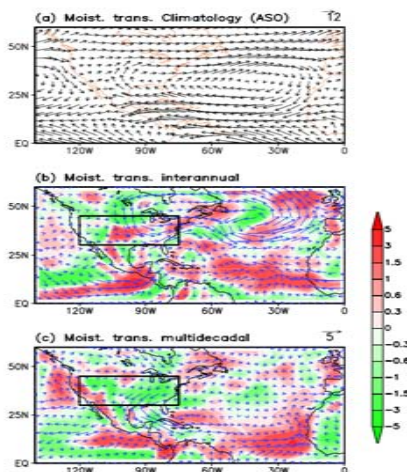 (a) Moist. trans. Climatology (ASO) 12
50N
25N
EQ
120W 90W 60W 30W 0
(b) Moist. trans. interannual
50N
25N
EQ
120W 90W 60W 30W 0
(c) Moist. trans. multidecadal 5
50N
25N
EQ
120W 90W 60W 30W 0
5
3
1.5
1
0.6
0.3
0
-0.3
-0.6
-1
-1.5
-3
-5